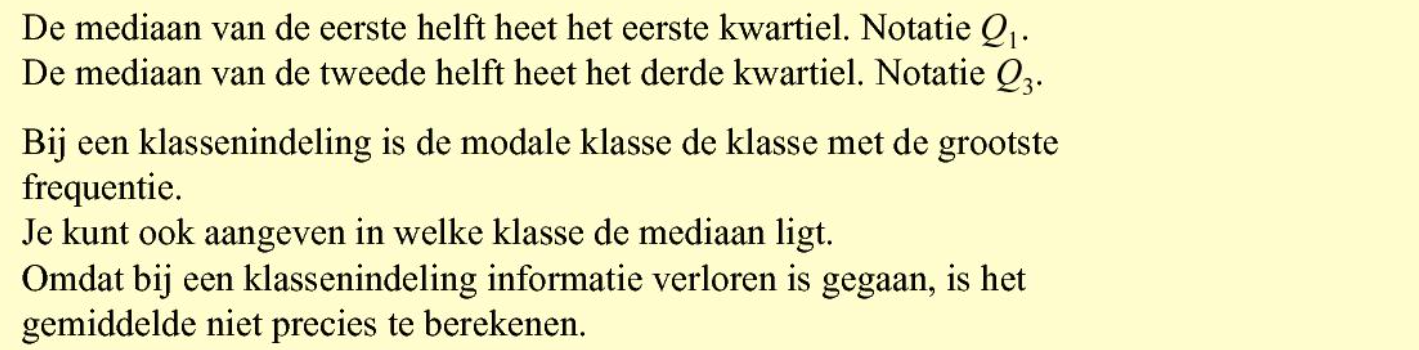 De mediaan van de eerste helft heet het eerste kwartiel. Notatie Q₁.
De mediaan van de tweede helft heet het derde kwartiel. Notatie Q₃.
Bij een klassenindeling is de modale klasse de klasse met de grootste
frequentie.
Je kunt ook aangeven in welke klasse de mediaan ligt.
Omdat bij een klassenindeling informatie verloren is gegaan, is het
gemiddelde niet precies te berekenen.